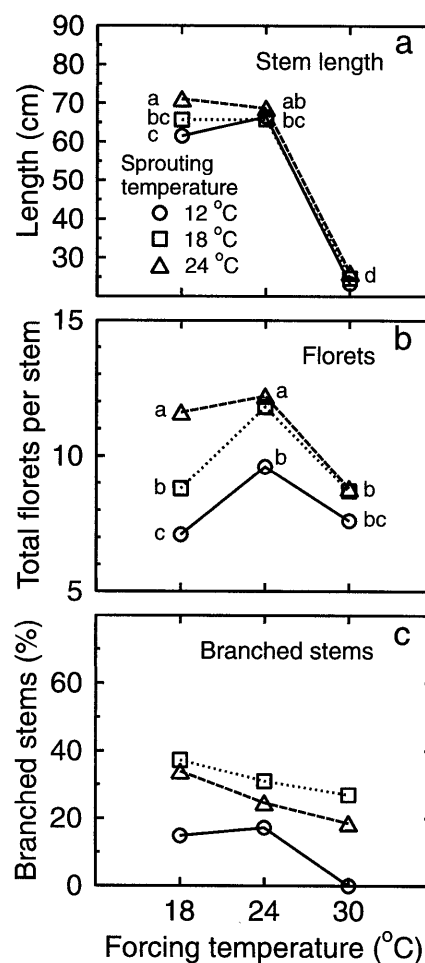 90
a
Stem length
80
70
a
ab
bc
bc
60
c
Sprouting
temperature
50
12 °C
40
18 °C
30
24 °C
d
Length (cm)
15
b
Florets
a
a
10
b
b
b
c
bc
5
Total florets per stem
c
Branched stems
60
40
20
0
Branched stems (%)
18 24 30
Forcing temperature (°C)